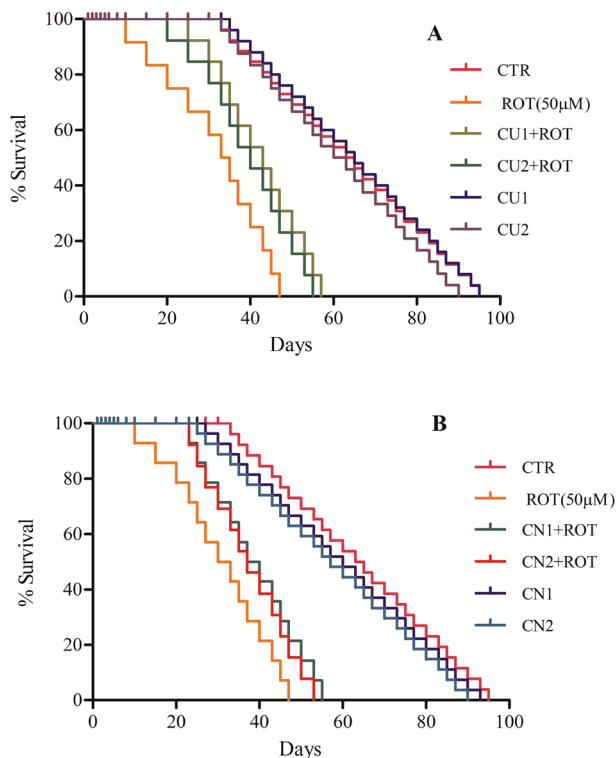 A
100
80
60
40
20
0
% Survival
0 20 40 60 80 100
Days
CTR
ROT(50µM)
CU1+ROT
CU2+ROT
CU1
CU2
B
100
80
60
40
20
0
% Survival
0 20 40 60 80 100
Days
CTR
ROT(50µM)
CN1+ROT
CN2+ROT
CN1
CN2